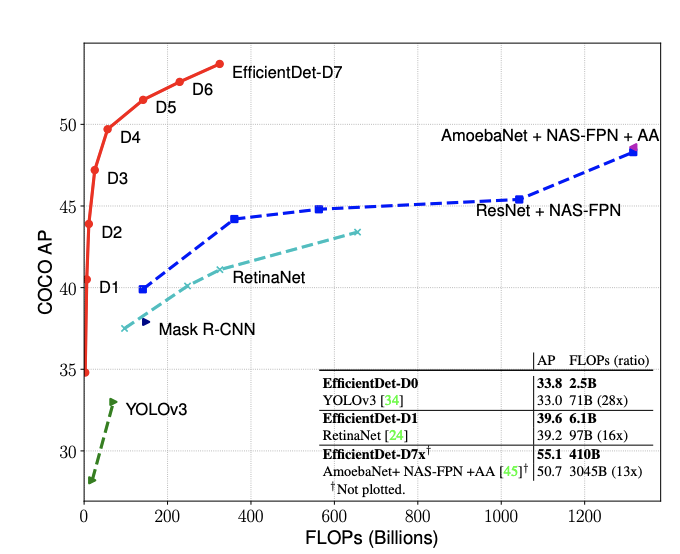 EfficientDet-D7
D6
D5
D4
AmoebaNet + NAS-FPN + AA
D3
ResNet + NAS-FPN
D2
D1
RetinaNet
Mask R-CNN
YOLOv3
COCO AP
50
45
40
35
30
0 200 400 600 800 1000 1200
FLOPs (Billions)
AP FLOPs (ratio)
EfficientDet-D0 33.8 2.5B
YOLOv3 [34] 33.0 71B (28x)
EfficientDet-D1 39.6 6.1B
RetinaNet [24] 39.2 97B (16x)
EfficientDet-D7x† 55.1 410B
AmoebaNet+ NAS-FPN +AA [45]† 50.7 3045B (13x)
†Not plotted.